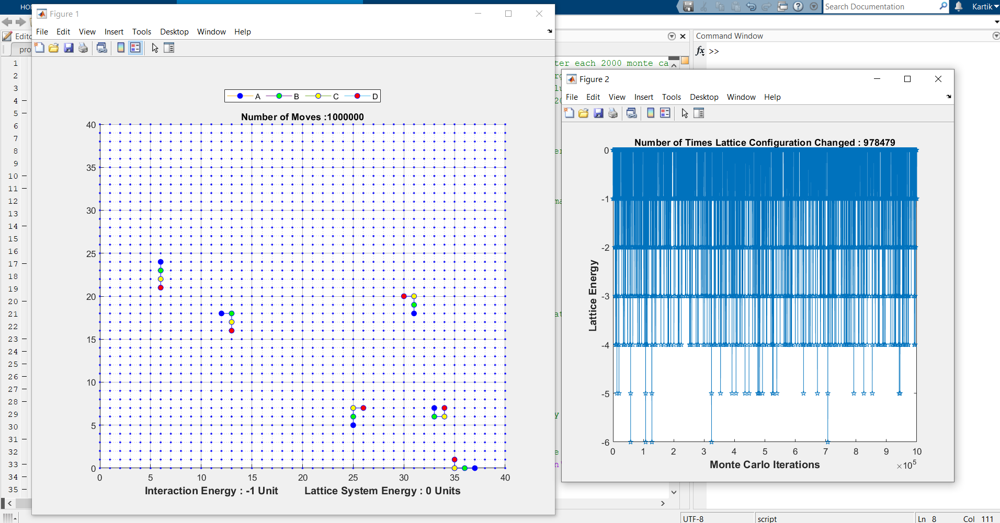 HO
Search Documentation
Kartik
Edito
pro
1
2
3
4
5
6
7
8
9
10
11
12
13
14
15
16
17
18
19
20
21
22
23
24
25
26
27
28
29
30
31
32
33
34
35
ter each 2000 monte ca
Command Window
fx >>
UTF-8
script
Ln 8
Col 111
Figure 1
File Edit View Insert Tools Desktop Window Help
A B C D
Number of Moves :1000000
40
35
30
25
20
15
10
5
0
0 5 10 15 20 25 30 35 40
Interaction Energy : -1 Unit
Lattice System Energy : 0 Units
Figure 2
File Edit View Insert Tools Desktop Window Help
Number of Times Lattice Configuration Changed : 978479
0
-1
-2
-3
-4
-5
-6
Lattice Energy
0 1 2 3 4 5 6 7 8 9 10
Monte Carlo Iterations
×10^5